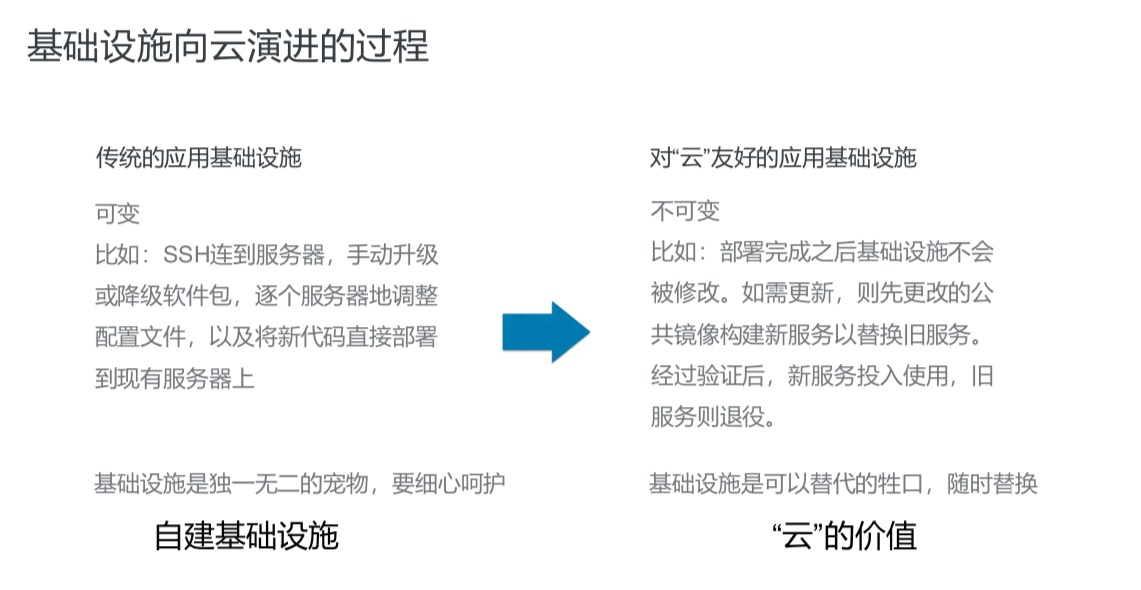 基础设施向云演进的过程
传统的应用基础设施
可变
比如：SSH连到服务器，手动升级
或降级软件包，逐个服务器地调整
配置文件，以及将新代码直接部署
到现有服务器上
基础设施是独一无二的宠物，要细心呵护
自建基础设施
对“云”友好的应用基础设施
不可变
比如：部署完成之后基础设施不会
被修改。如需更新，则先更改的公
共镜像构建新服务以替换旧服务。
经过验证后，新服务投入使用，旧
服务则退役。
基础设施是可以替代的牲口，随时替换
“云”的价值